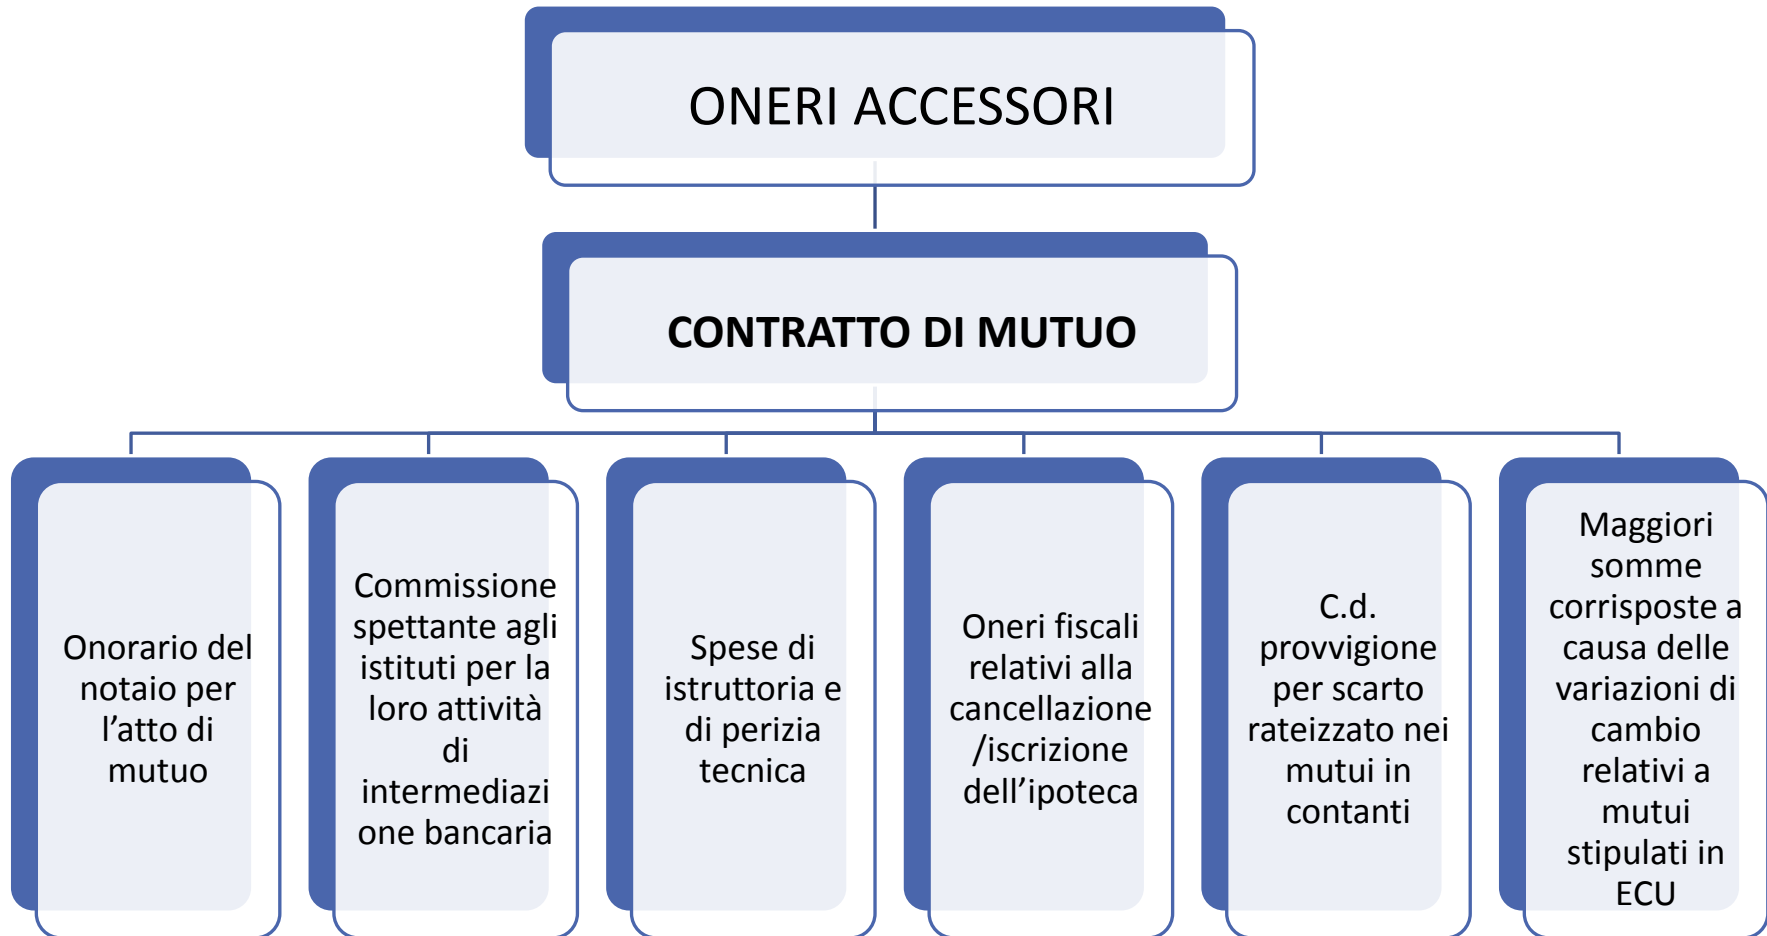 ONERI ACCESSORI
CONTRATTO DI MUTUO
Onorario del
notaio per
l’atto di
mutuo
Commissione
spettante agli
istituti per la
loro attività
di
intermediazi
one bancaria
Spese di
istruttoria e
di perizia
tecnica
Oneri fiscali
relativi alla
cancellazione
/iscrizione
dell’ipoteca
C.d.
provvigione
per scarto
rateizzato nei
mutui in
contanti
Maggiori
somme
corrisposte a
causa delle
variazioni di
cambio
relativi a
mutui
stipulati in
ECU